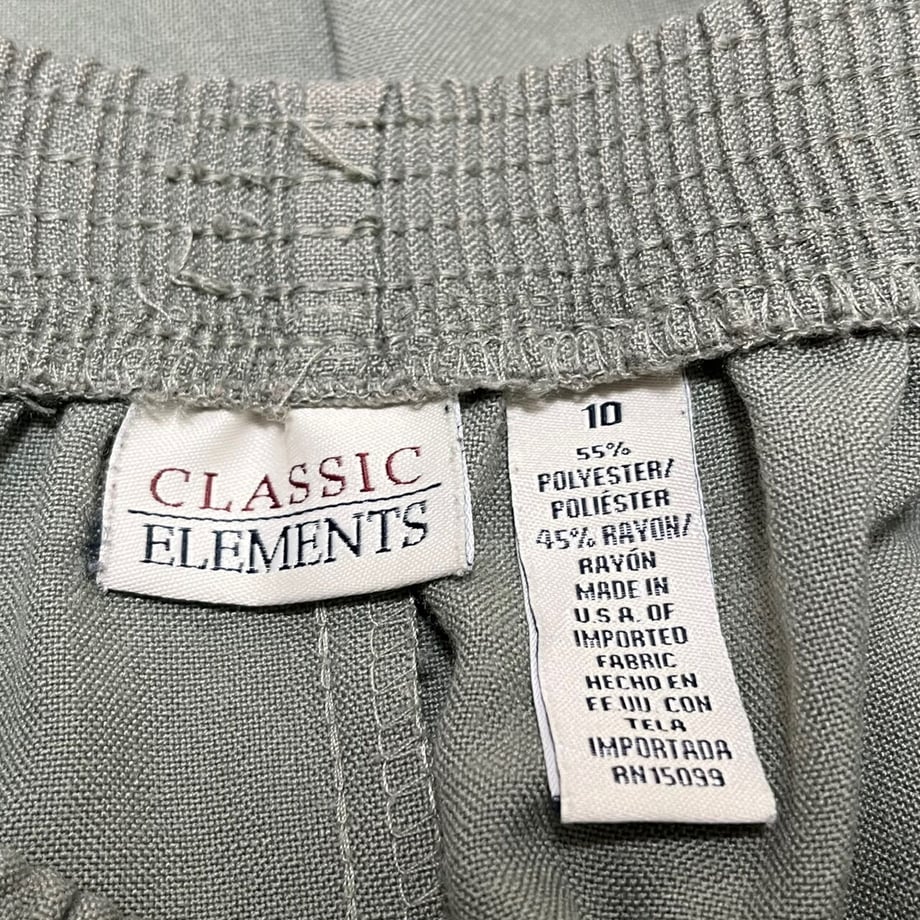 CLASSIC
ELEMENTS
10
55%
POLYESTER/
POLIÉSTER
45% RAYON/
RAYÓN
MADE IN
U.S.A. OF
IMPORTED
FABRIC
HECHO EN
EE.UU. CON
TELA
IMPORTADA
RN15099